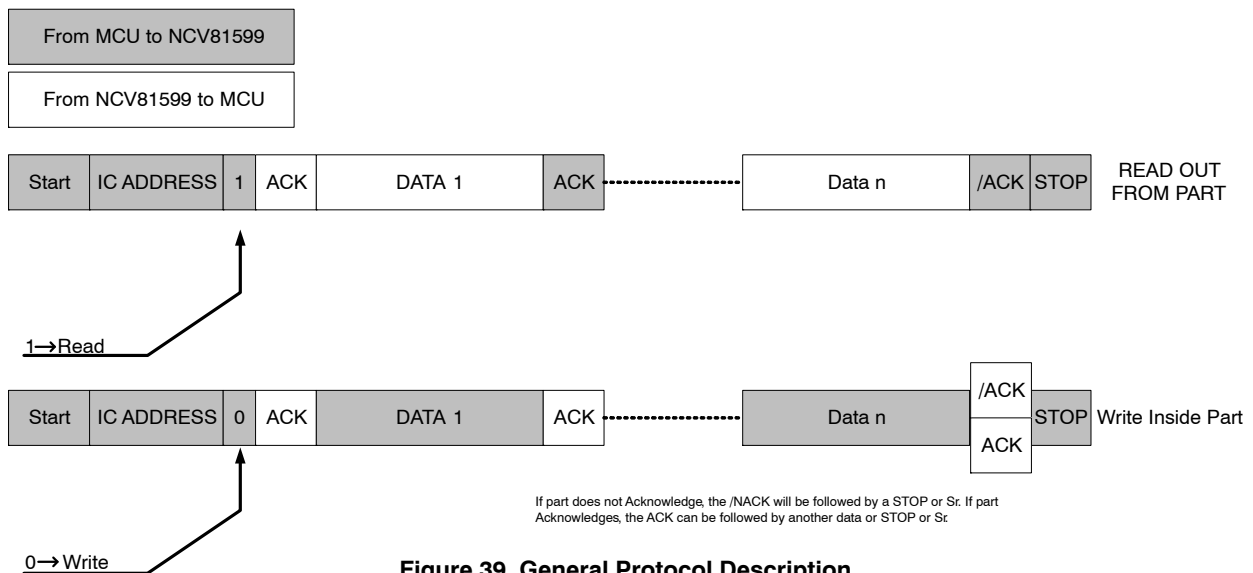 From MCU to NCV81599
From NCV81599 to MCU
Start IC ADDRESS 1 ACK DATA 1 ACK Data n /ACK STOP READ OUT
FROM PART
1→Read
Start IC ADDRESS 0 ACK DATA 1 ACK Data n /ACK STOP Write Inside Part
ACK
If part does not Acknowledge, the /NACK will be followed by a STOP or Sr. If part
Acknowledges, the ACK can be followed by another data or STOP or Sr.
0→Write
Figure 39. General Protocol Description